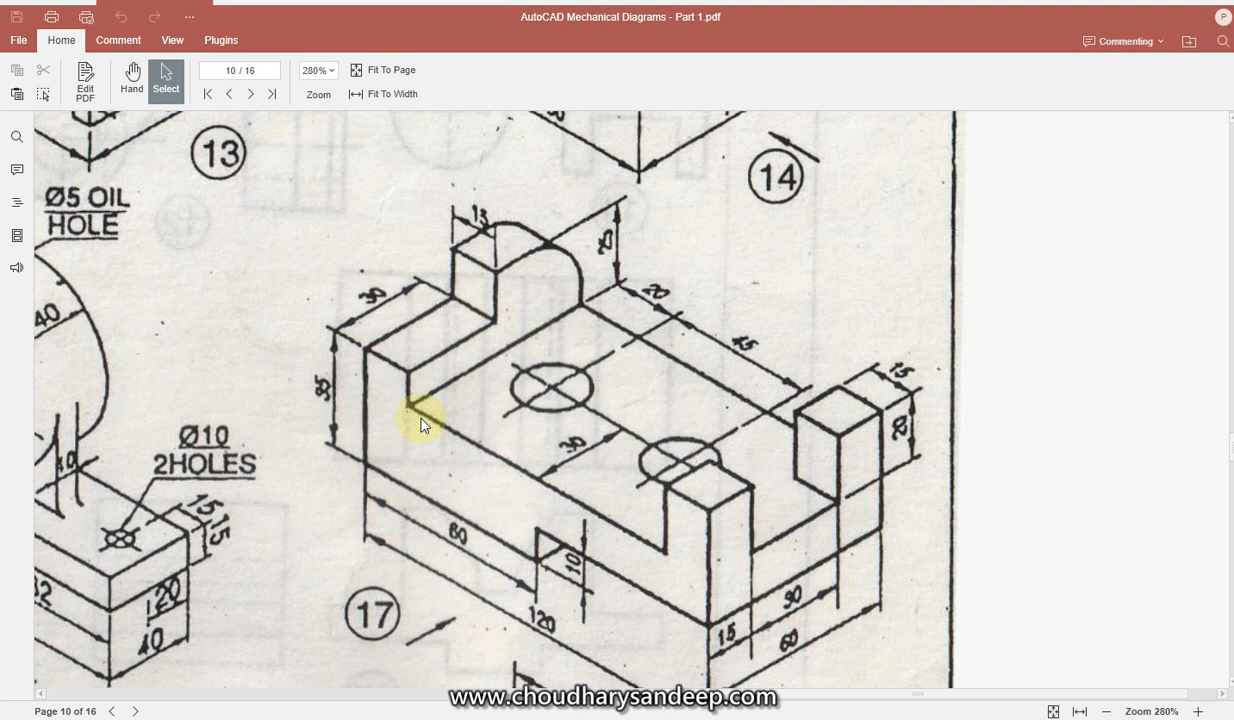 AutoCAD Mechanical Diagrams - Part 1.pdf
P
File
Home
Comment
View
Plugins
Commenting
Edit
PDF
Hand
Select
10 / 16
280%
Zoom
Fit To Page
Fit To Width
13
14
Ø5 OIL
HOLE
40
Ø10
2HOLES
15
15
20
40
17
15
25
30
20
45
35
15
20
30
60
10
120
15
30
60
www.choudharysandeep.com
Page 10 of 16
Zoom 280%